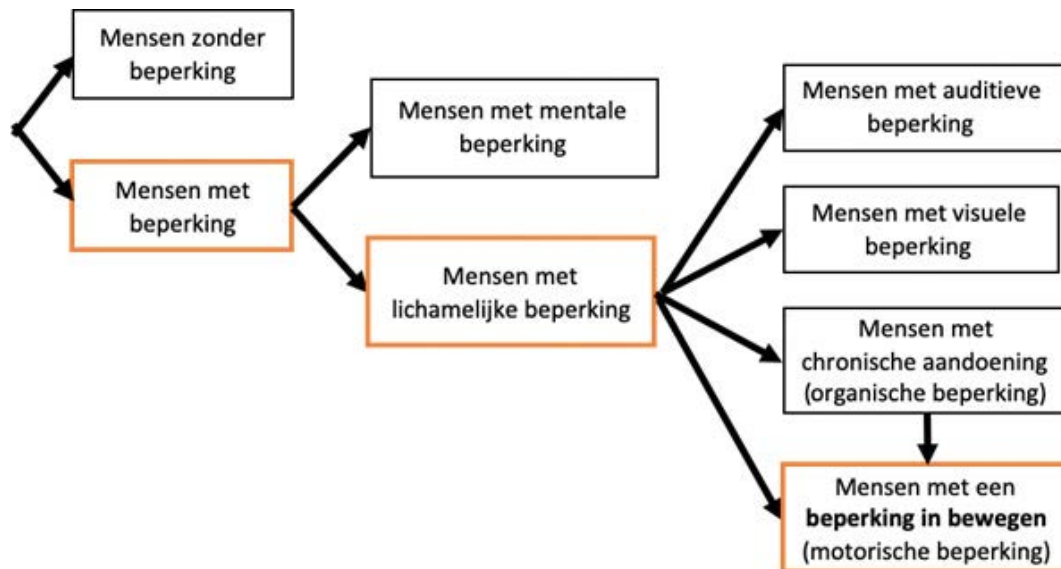 Mensen zonder
beperking
Mensen met
beperking
Mensen met mentale
beperking
Mensen met
lichamelijke beperking
Mensen met auditieve
beperking
Mensen met visuele
beperking
Mensen met
chronische aandoening
(organische beperking)
Mensen met een
beperking in bewegen
(motorische beperking)